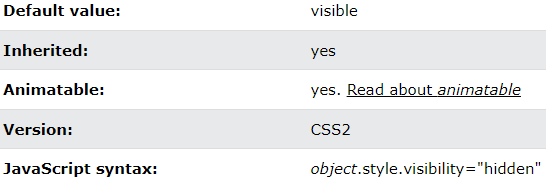 Default value: visible
Inherited: yes
Animatable: yes. Read about animatable
Version: CSS2
JavaScript syntax: object.style.visibility="hidden"